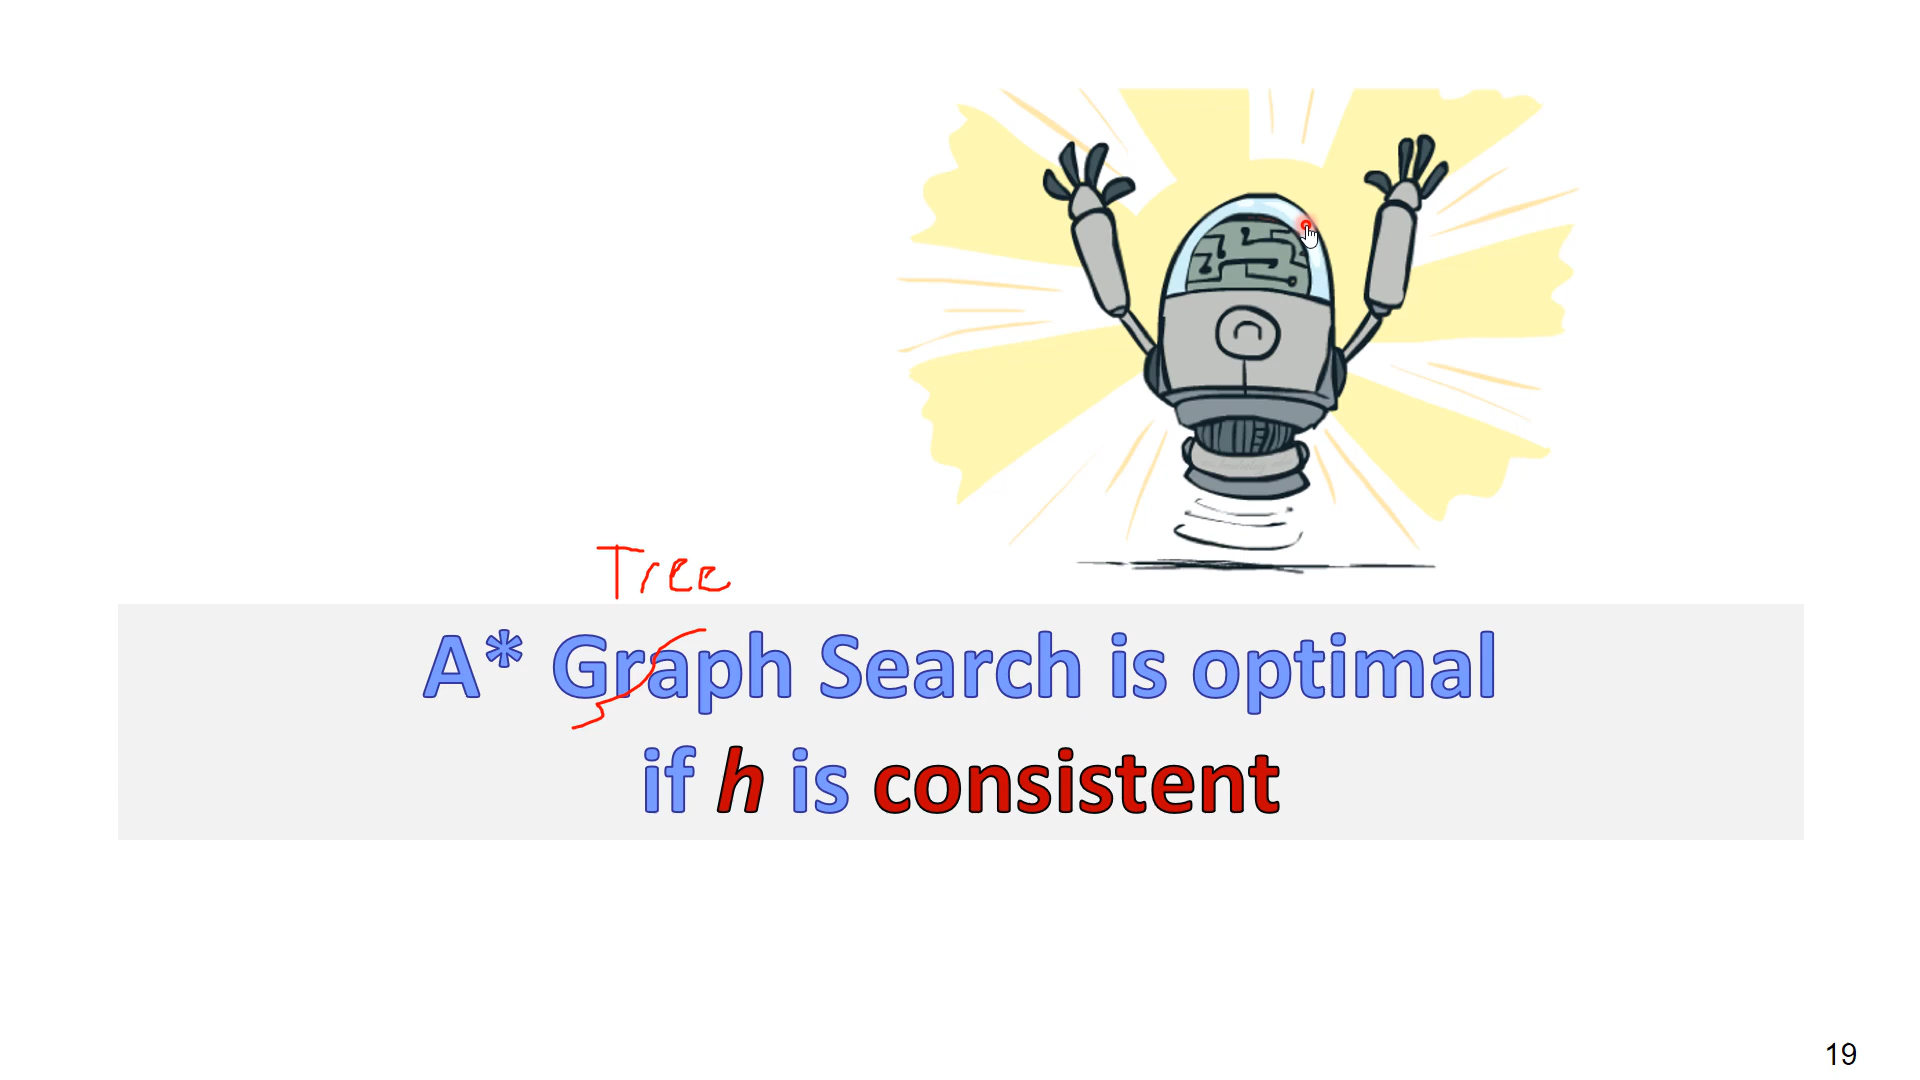 Tree
A* Graph Search is optimal
if h is consistent
19